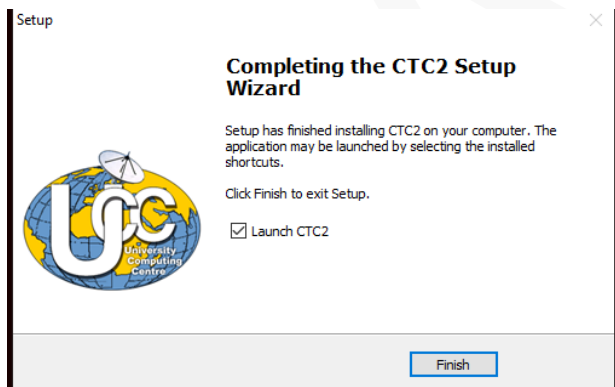 Setup
Completing the CTC2 Setup
Wizard
Setup has finished installing CTC2 on your computer. The
application may be launched by selecting the installed
shortcuts.
Click Finish to exit Setup.
Launch CTC2
UCC
University
Computing
Centre
Finish